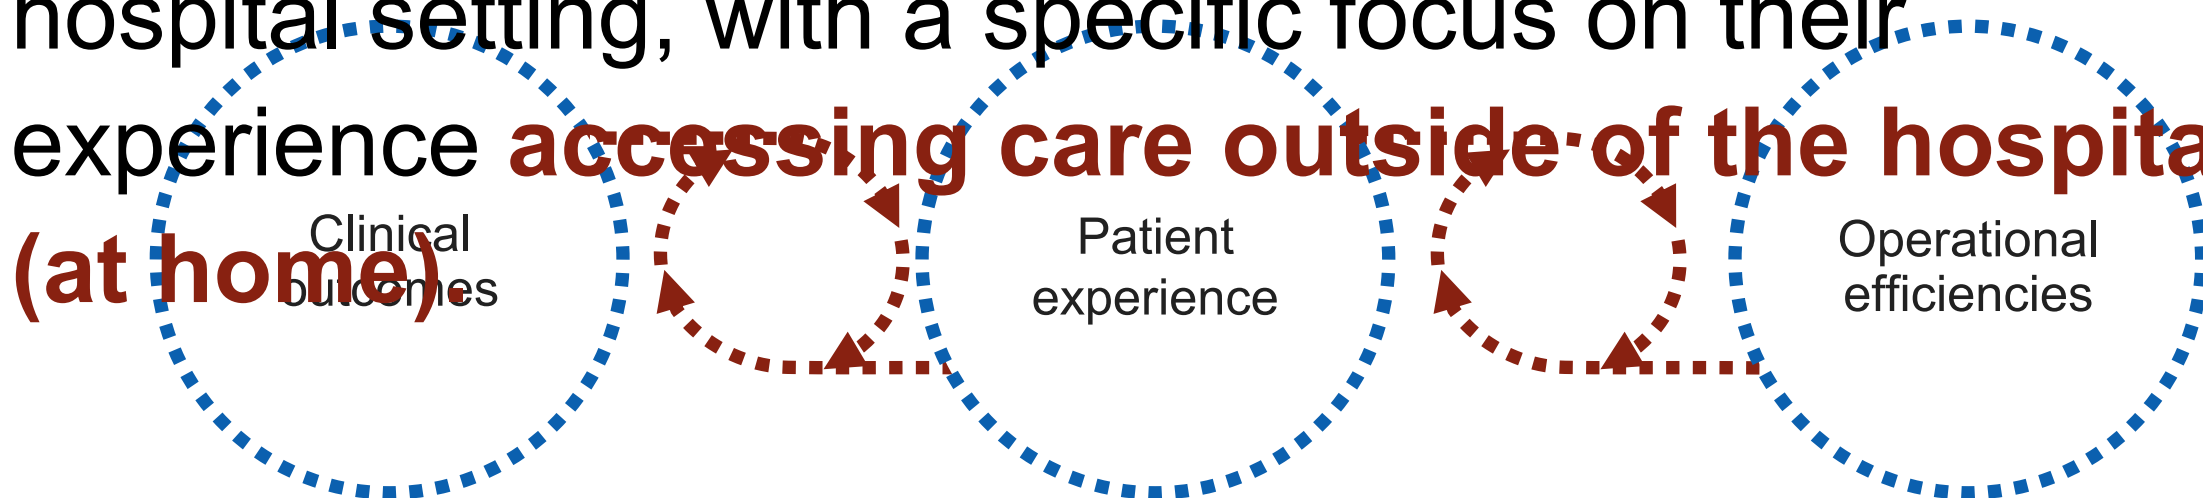 hospital setting, with a specific focus on their
experience accessing care outside of the hospita
(at home).
Clinical
outcomes
Patient
experience
Operational
efficiencies